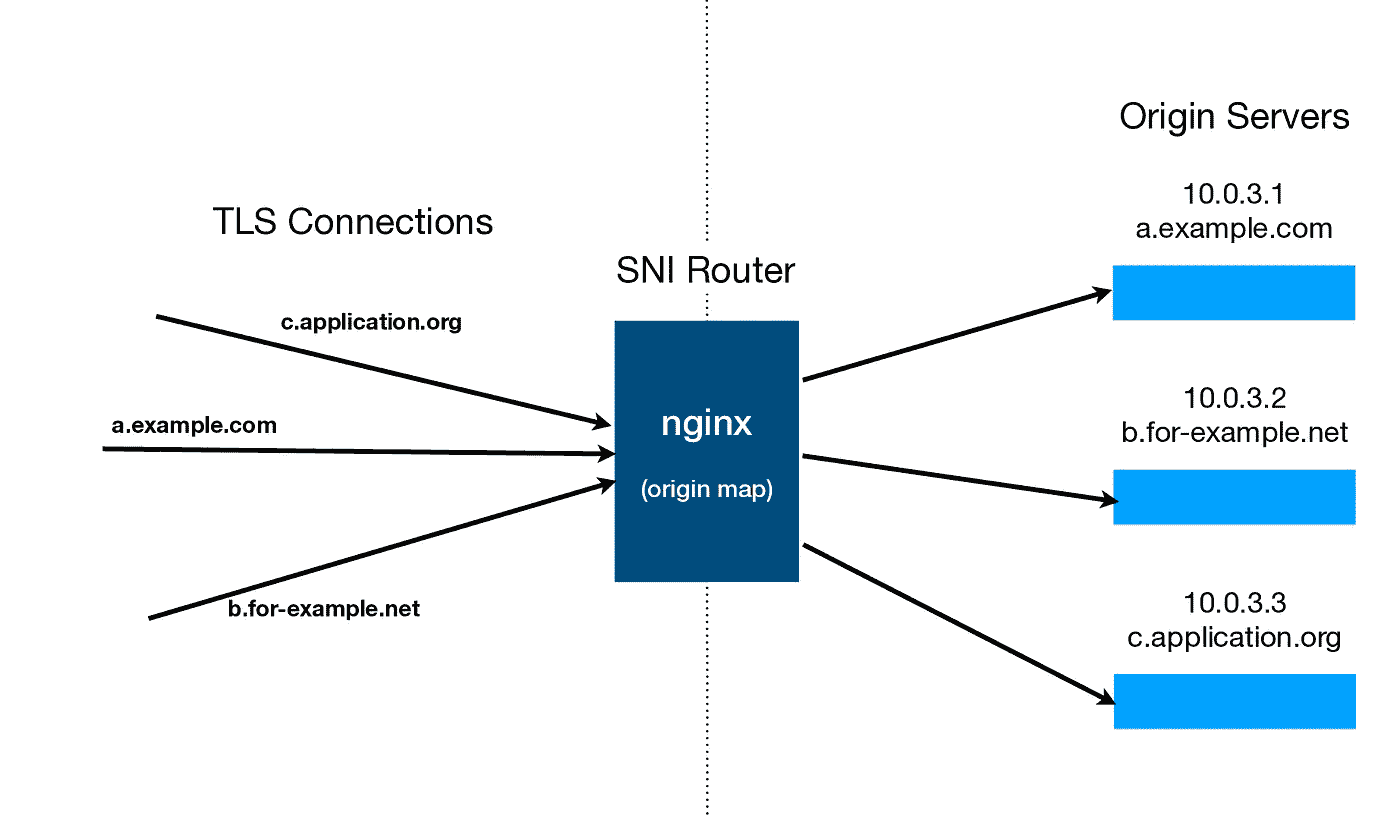 TLS Connections
c.application.org
a.example.com
b.for-example.net
SNI Router
nginx
(origin map)
Origin Servers
10.0.3.1
a.example.com
10.0.3.2
b.for-example.net
10.0.3.3
c.application.org